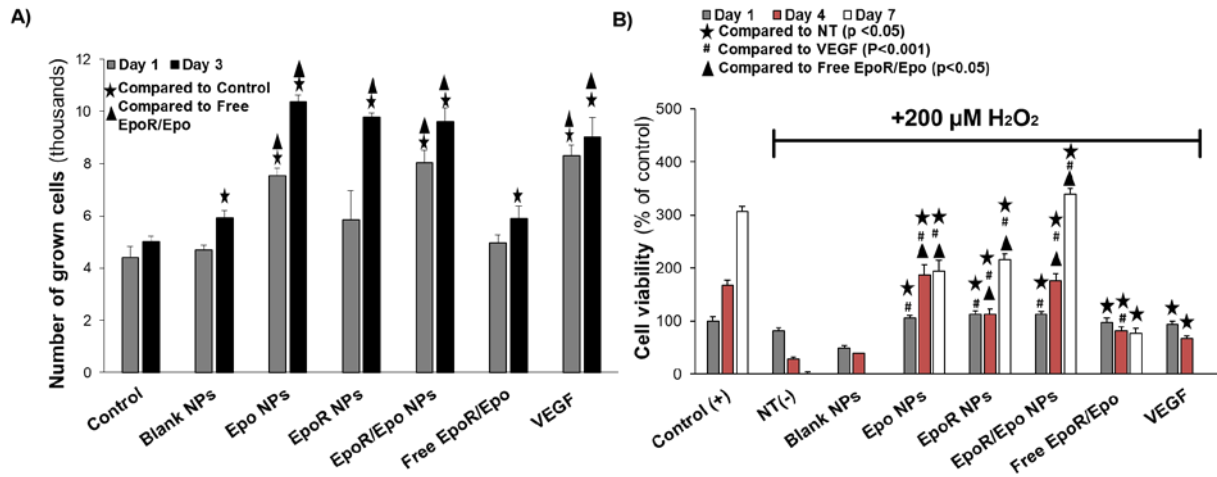 A)
Day 1 Day 3
★Compared to Control
▲Compared to Free
EpoR/Epo
Number of grown cells (thousands)
12
10
8
6
4
2
0
Control
Blank NPs
Epo NPs
EpoR NPs
EpoR/Epo NPs
Free EpoR/Epo
VEGF
B)
Day 1 Day 4 Day 7
★Compared to NT (p <0.05)
# Compared to VEGF (P<0.001)
▲ Compared to Free EpoR/Epo (p<0.05)
+200 µM H₂O₂
Cell viability (% of control)
500
400
300
200
100
0
Control (+)
NT(-)
Blank NPs
Epo NPs
EpoR NPs
EpoR/Epo NPs
Free EpoR/Epo
VEGF